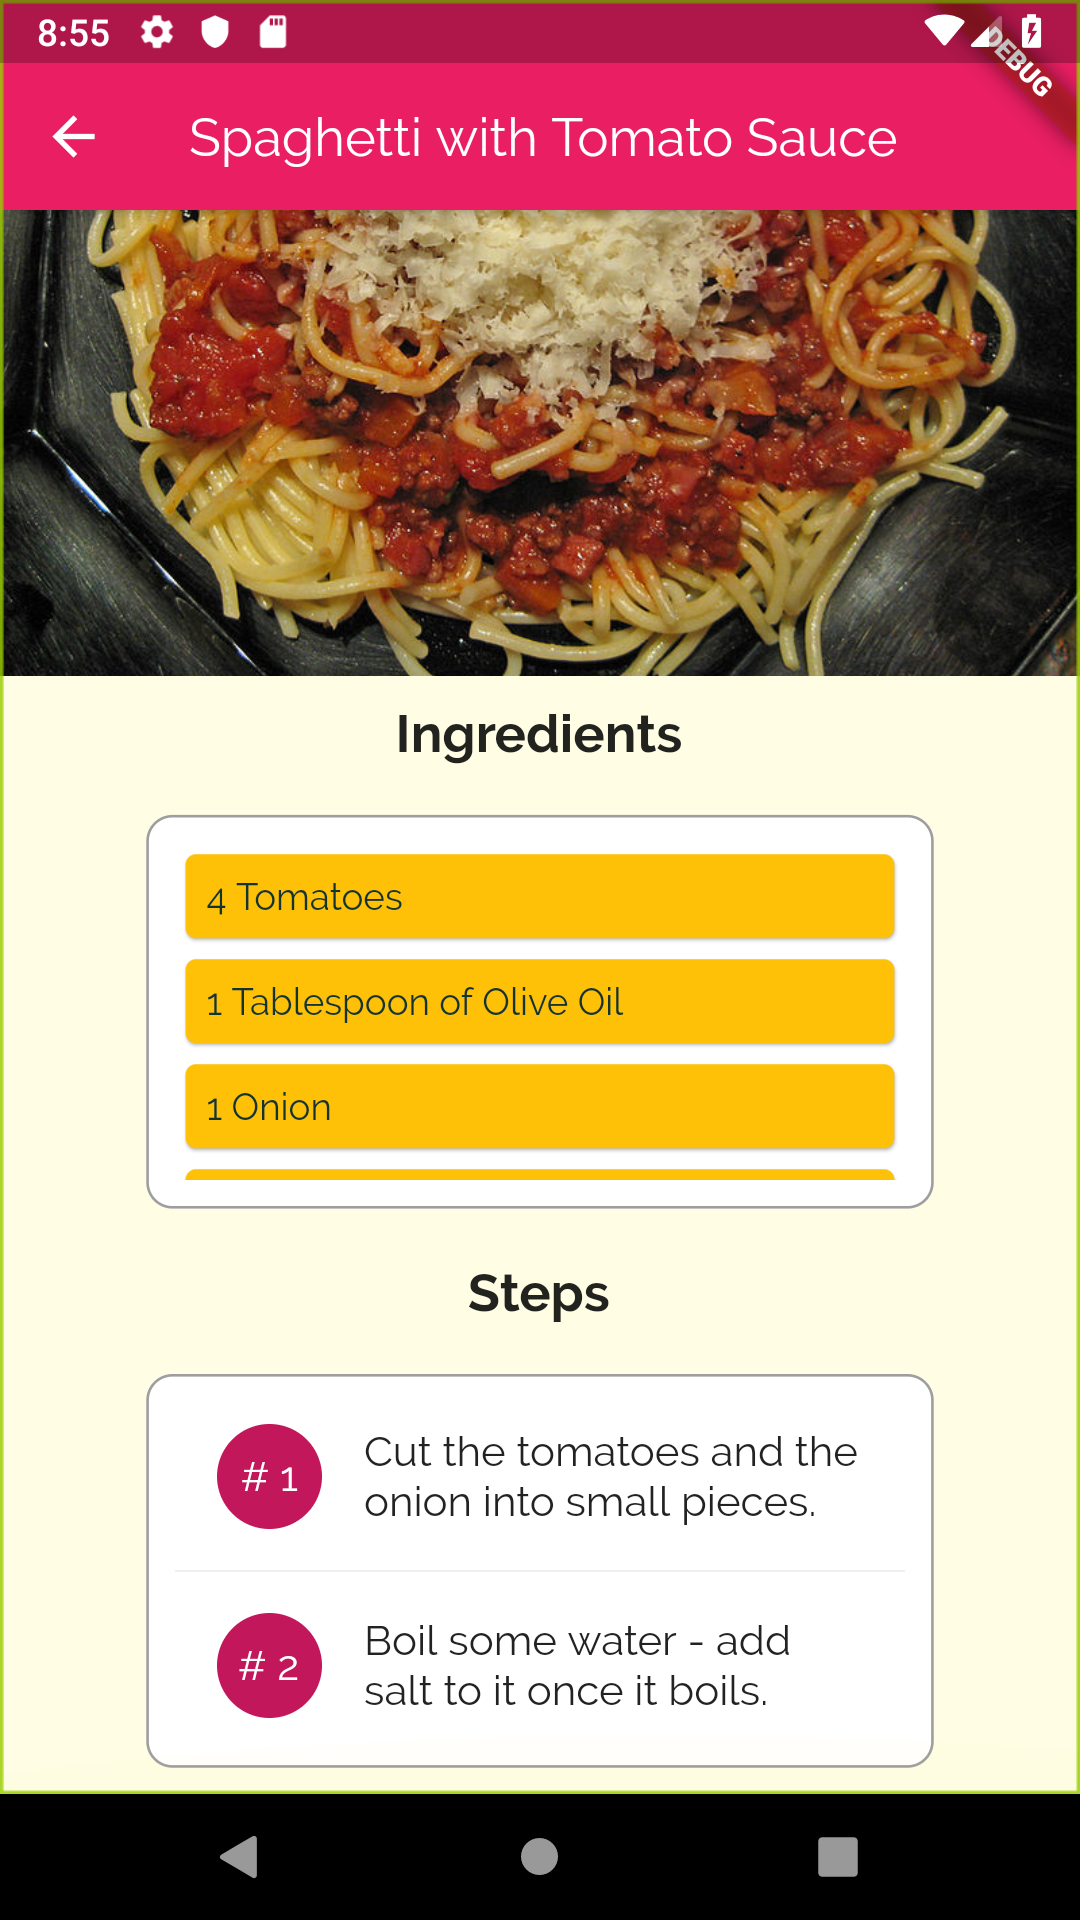 8:55
DEBUG
Spaghetti with Tomato Sauce
Ingredients
4 Tomatoes
1 Tablespoon of Olive Oil
1 Onion
Steps
# 1
Cut the tomatoes and the
onion into small pieces.
# 2
Boil some water - add
salt to it once it boils.